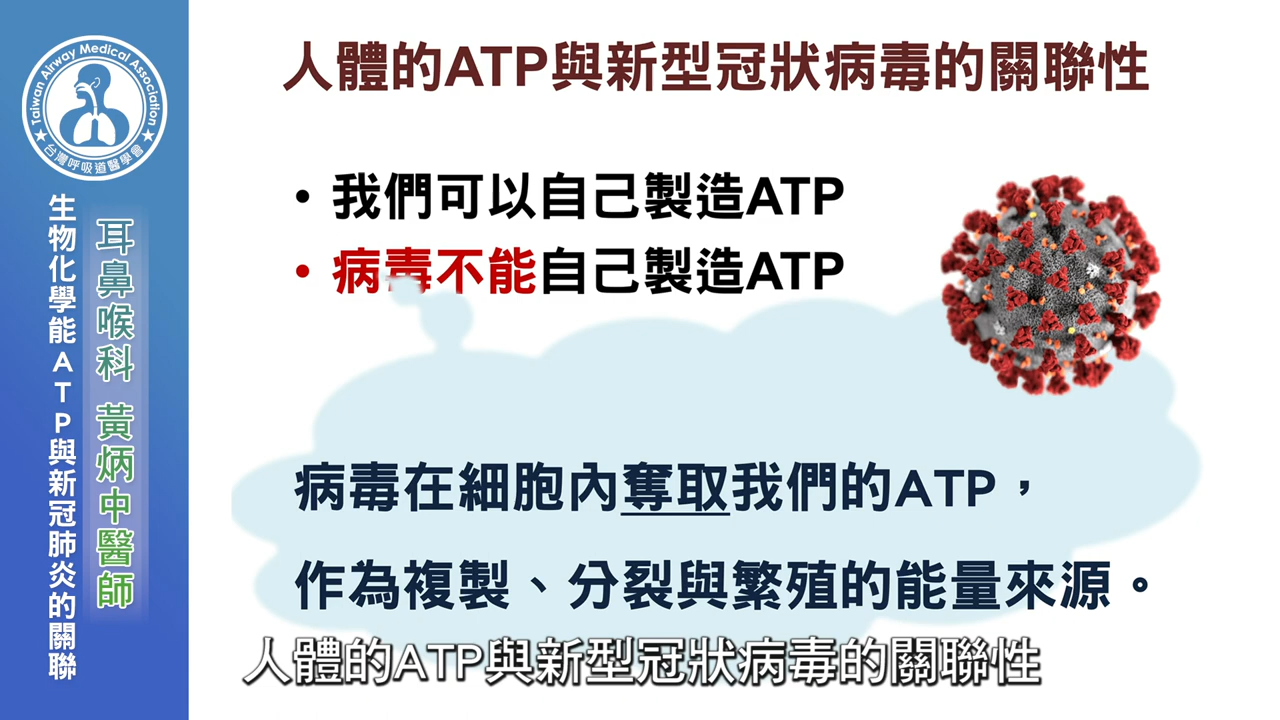 Taiwan Airway Medical Association
台灣呼吸道醫學會
生物化學能ATP與新冠肺炎的關聯
耳鼻喉科 黃炳中醫師
人體的ATP與新型冠狀病毒的關聯性
• 我們可以自己製造ATP
• 病毒不能自己製造ATP
病毒在細胞內奪取我們的ATP，
作為複製、分裂與繁殖的能量來源。
人體的ATP與新型冠狀病毒的關聯性